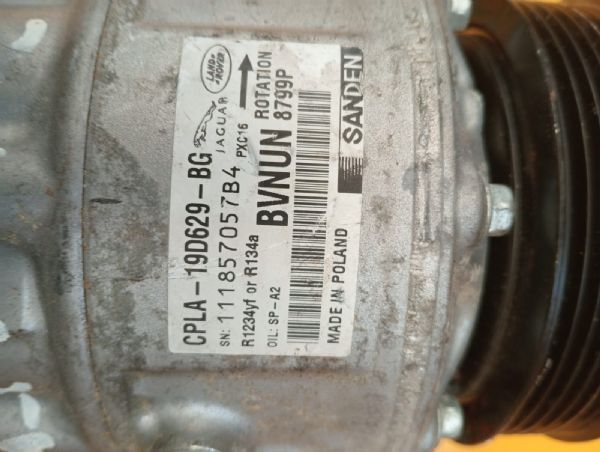 CPLA-19D629-BG
SN: 111857057B4
R1234yf or R134a
OIL: SP-A2
LAND-
ROVER
JAGUAR
PXC16
BVNUN
ROTATION
8799P
SANDEN
MADE IN POLAND